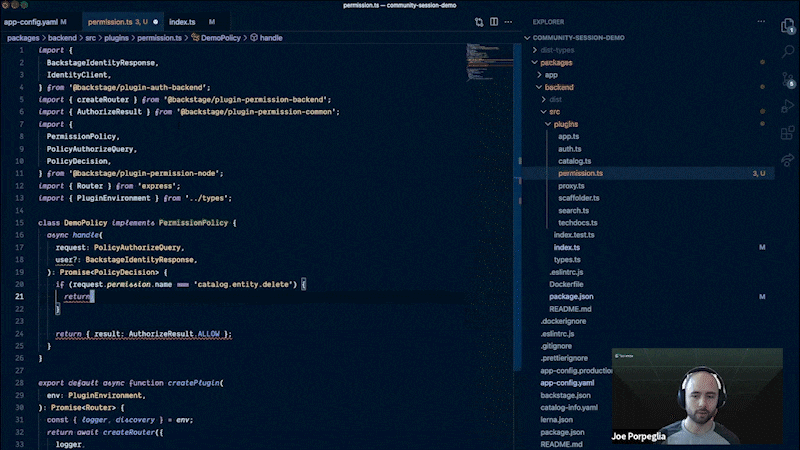 permission.ts — community-session-demo
app-config.yaml M
permission.ts 3, U
index.ts M
packages > backend > src > plugins > permission.ts > DemoPolicy > handle
1 import {
2 BackstageIdentityResponse,
3 IdentityClient,
4 } from '@backstage/plugin-auth-backend';
5 import { createRouter } from '@backstage/plugin-permission-backend';
6 import { AuthorizeResult } from '@backstage/plugin-permission-common';
7 import {
8 PermissionPolicy,
9 PolicyAuthorizeQuery,
10 PolicyDecision,
11 } from '@backstage/plugin-permission-node';
12 import { Router } from 'express';
13 import { PluginEnvironment } from '../types';
14
15 class DemoPolicy implements PermissionPolicy {
16 async handle(
17 request: PolicyAuthorizeQuery,
18 user?: BackstageIdentityResponse,
19 ): Promise<PolicyDecision> {
20 if (request.permission.name === 'catalog.entity.delete') {
21 return
22 }
23
24 return { result: AuthorizeResult.ALLOW };
25 }
26 }
27
28 export default async function createPlugin(
29 env: PluginEnvironment,
30 ): Promise<Router> {
31 const { logger, discovery } = env;
32 return await createRouter({
33 logger,
EXPLORER
COMMUNITY-SESSION-DEMO
dist-types
packages
app
backend
dist
src
plugins
app.ts
auth.ts
catalog.ts
permission.ts 3, U
proxy.ts
scaffolder.ts
search.ts
techdocs.ts
index.test.ts
index.ts M
types.ts
.eslintrc.js
Dockerfile
package.json M
README.md
.dockerignore
.eslintrc.js
.gitignore
.prettierignore
app-config.production
app-config.yaml
backstage.json
catalog-info.yaml
lerna.json
package.json
README.md
1
5
Joe Porpeglia